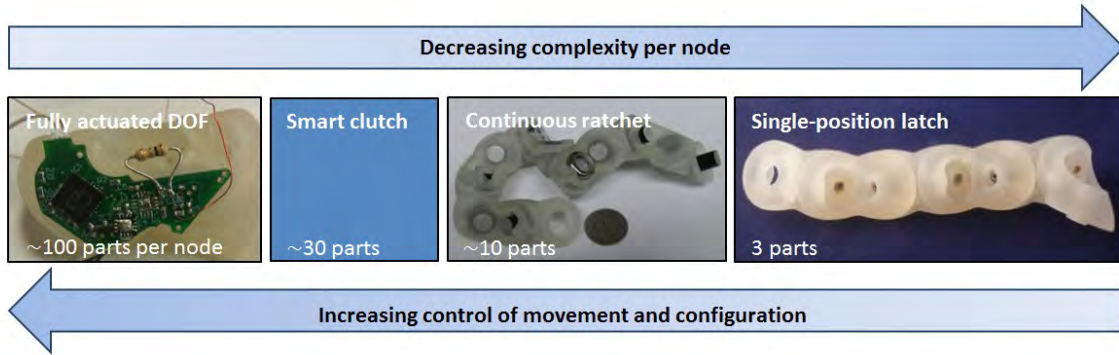 Decreasing complexity per node
Fully actuated DOF
Smart clutch
Continuous ratchet
Single-position latch
~100 parts per node
~30 parts
~10 parts
3 parts
Increasing control of movement and configuration